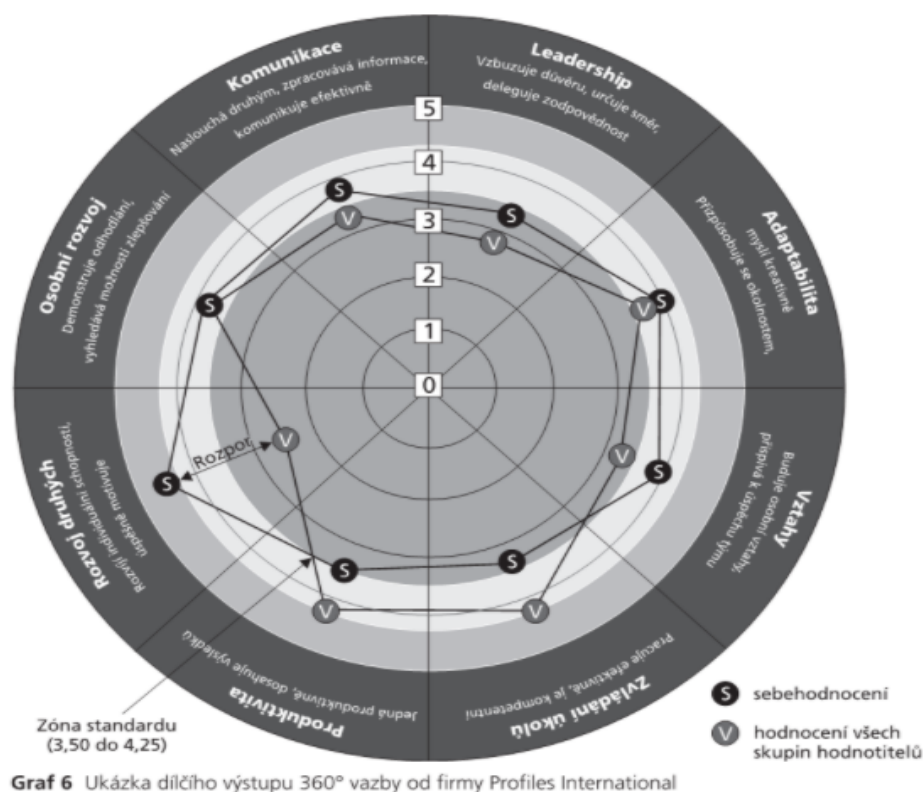 Komunikace
Naslouchá druhým, zpracovává informace,
komunikuje efektivně
Leadership
Vzbuzuje důvěru, určuje směr,
deleguje zodpovědnost
Adaptabilita
myslí kreativně
Přizpůsobuje se okolnostem,
Vztahy
Buduje osobní vztahy,
přispívá k úspěchu týmu
Zvládání úkolů
Pracuje efektivně, je kompetentní
Produktivita
Jedná produktivně, dosahuje výsledků
Rozvoj druhých
Rozvíjí individuální schopnosti,
úspěšně motivuje
Osobní rozvoj
Demonstruje odhodlání,
vyhledává možnosti zlepšování
5
4
3
2
1
0
S
V
S
V
S
V
S
V
S
V
S
V
S
V
S
Rozpor
Zóna standardu
(3,50 do 4,25)
S sebehodnocení
V hodnocení všech
skupin hodnotitelů
Graf 6 Ukázka dílčího výstupu 360° vazby od firmy Profiles International